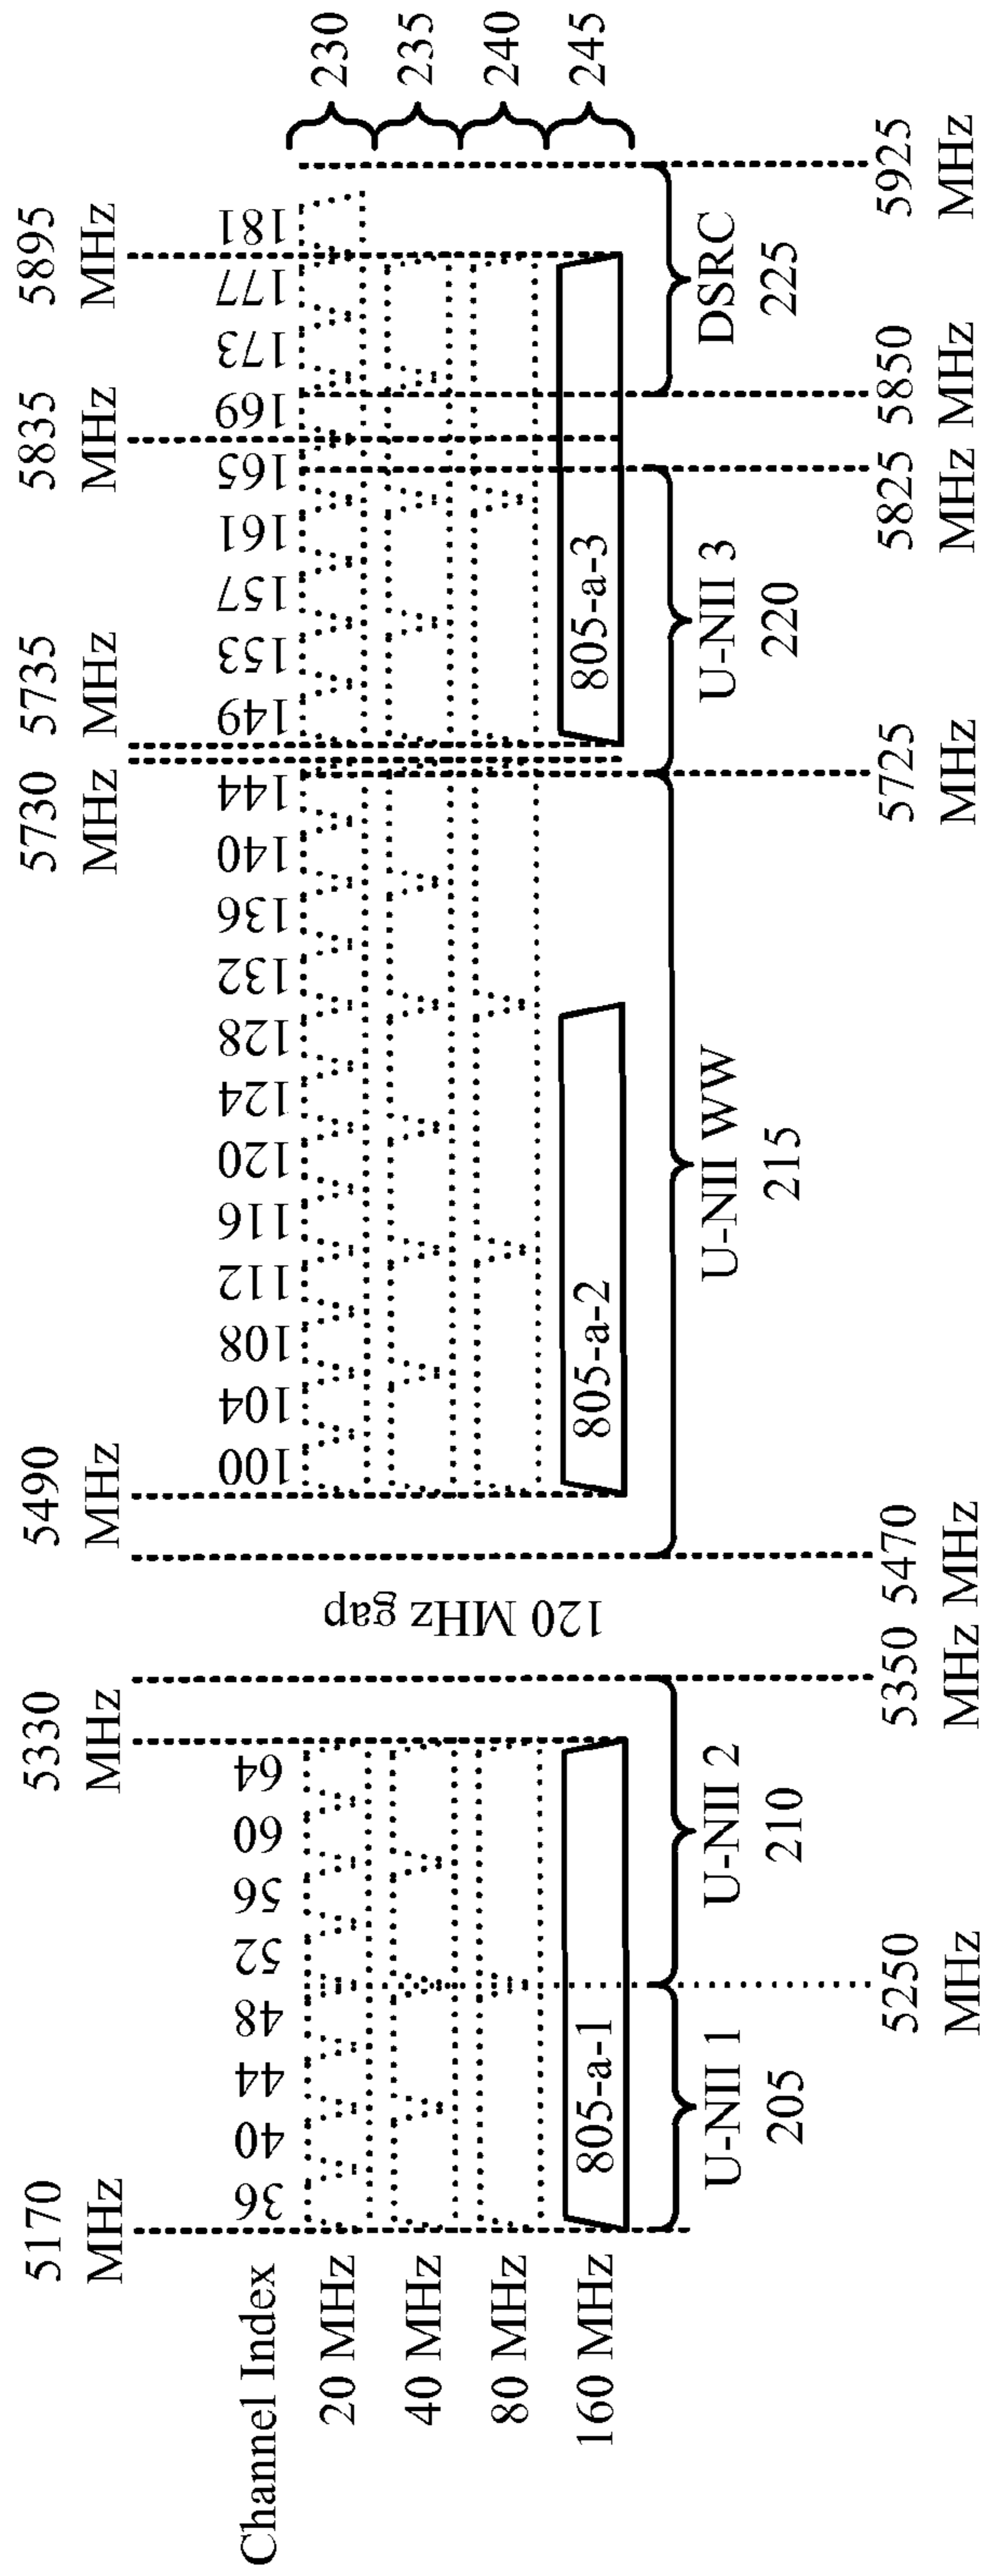 5170 MHz
5330 MHz
5490 MHz
5730 MHz
5735 MHz
5835 MHz
5895 MHz
Channel Index
36 40 44 48 52 56 60 64
100 104 108 112 116 120 124 128 132 136 140 144
149 153 157 161 165 169 173 177 181
20 MHz
230
40 MHz
235
80 MHz
240
160 MHz
805-a-1
805-a-2
805-a-3
245
120 MHz gap
U-NII 1
205
U-NII 2
210
U-NII WW
215
U-NII 3
220
DSRC
225
5250 MHz
5350 MHz
5470 MHz
5725 MHz
5825 MHz
5850 MHz
5925 MHz